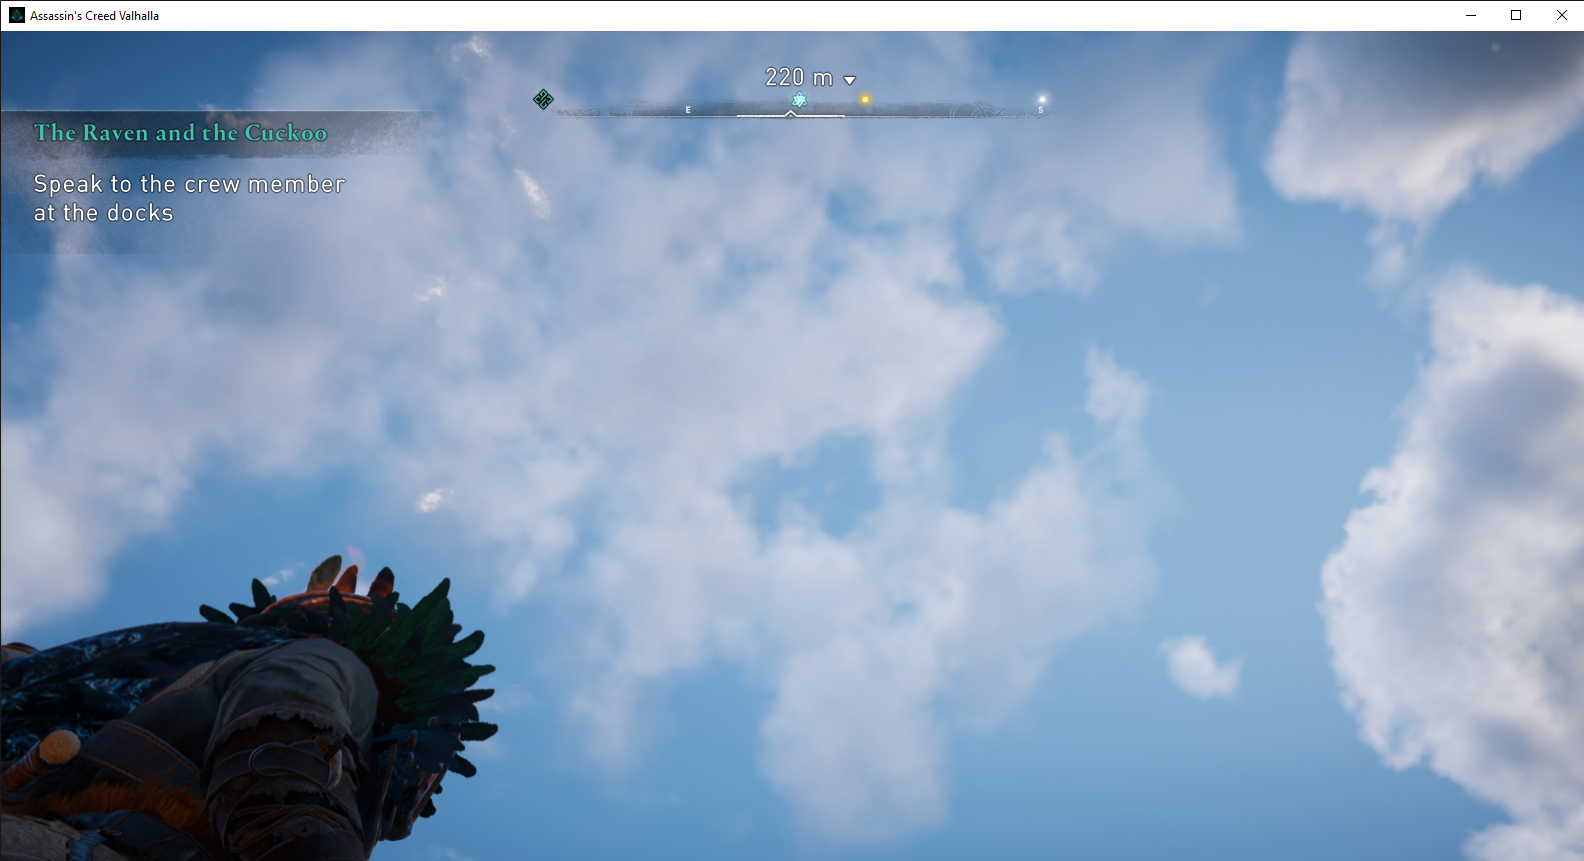 Assassin's Creed Valhalla
220 m
E
S
The Raven and the Cuckoo
Speak to the crew member
at the docks